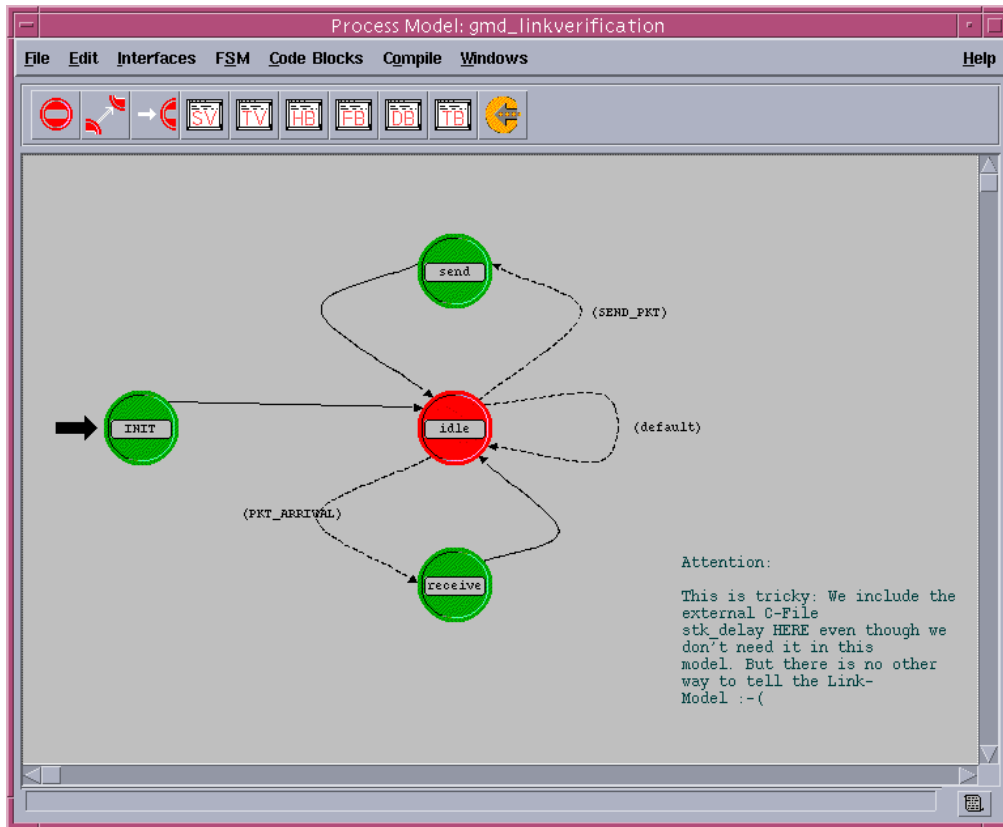 Process Model: gmd_linkverification
File Edit Interfaces FSM Code Blocks Compile Windows Help
SV TV HB FB DB TB
send
(SEND_PKT)
INIT
idle
(default)
(PKT_ARRIVAL)
receive
Attention:
This is tricky: We include the
external C-File
stk_delay HERE even though we
don't need it in this
model. But there is no other
way to tell the Link-
Model :-(